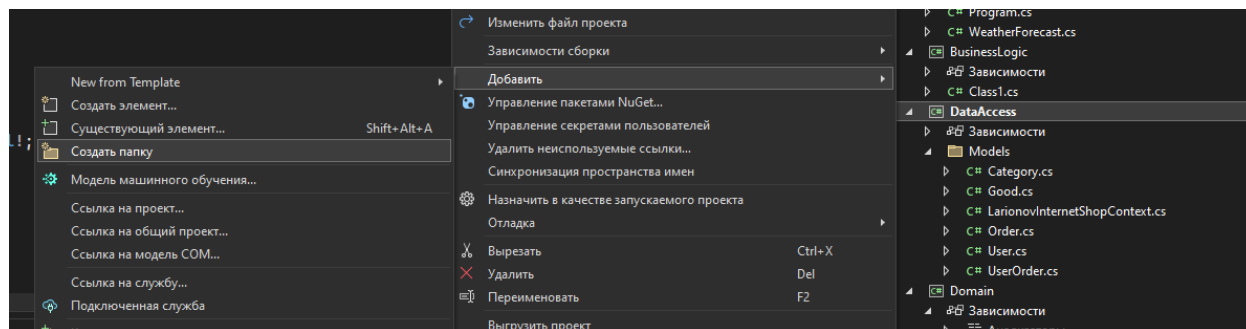 l!;
New from Template
Создать элемент...
Существующий элемент... Shift+Alt+A
Создать папку
Модель машинного обучения...
Ссылка на проект...
Ссылка на общий проект...
Ссылка на модель COM...
Ссылка на службу...
Подключенная служба
Изменить файл проекта
Зависимости сборки
Добавить
Управление пакетами NuGet...
Управление секретами пользователей
Удалить неиспользуемые ссылки...
Синхронизация пространства имен
Назначить в качестве запускаемого проекта
Отладка
Вырезать Ctrl+X
Удалить Del
Переименовать F2
Выгрузить проект
C# Program.cs
C# WeatherForecast.cs
C# BusinessLogic
Зависимости
C# Class1.cs
C# DataAccess
Зависимости
Models
C# Category.cs
C# Good.cs
C# LarionovInternetShopContext.cs
C# Order.cs
C# User.cs
C# UserOrder.cs
C# Domain
Зависимости